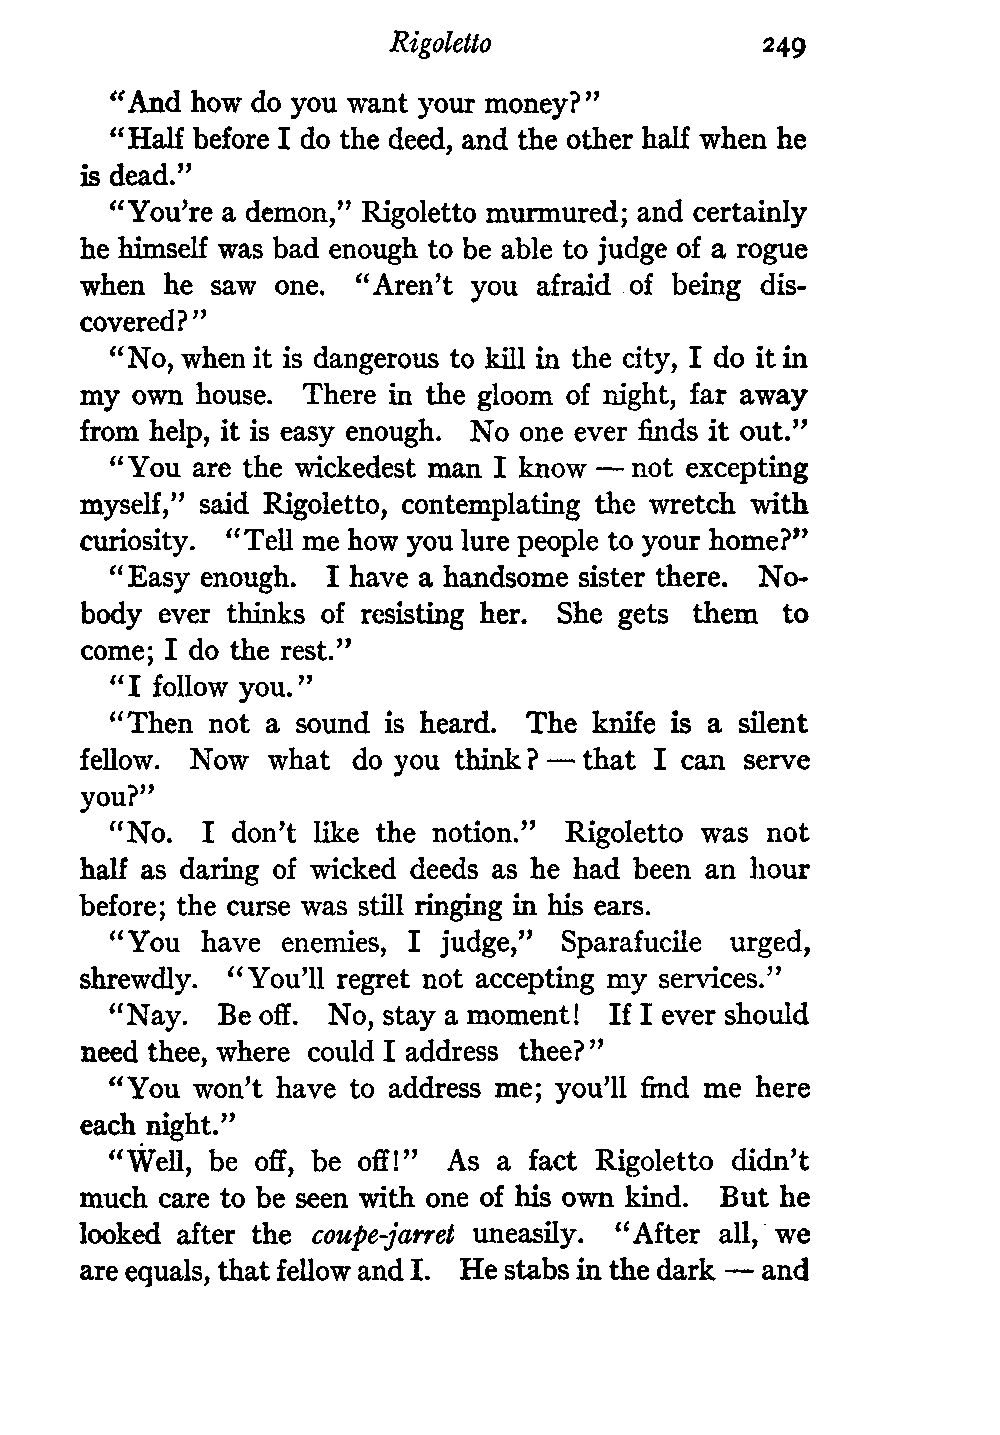 Rigoletto 249
"And how do you want your money?"
"Half before I do the deed, and the other half when he
is dead."
"You're a demon," Rigoletto murmured; and certainly
he himself was bad enough to be able to judge of a rogue
when he saw one. "Aren't you afraid of being dis-
covered?"
"No, when it is dangerous to kill in the city, I do it in
my own house. There in the gloom of night, far away
from help, it is easy enough. No one ever finds it out."
"You are the wickedest man I know — not excepting
myself," said Rigoletto, contemplating the wretch with
curiosity. "Tell me how you lure people to your home?"
"Easy enough. I have a handsome sister there. No-
body ever thinks of resisting her. She gets them to
come; I do the rest."
"I follow you."
"Then not a sound is heard. The knife is a silent
fellow. Now what do you think? — that I can serve
you?"
"No. I don't like the notion." Rigoletto was not
half as daring of wicked deeds as he had been an hour
before; the curse was still ringing in his ears.
"You have enemies, I judge," Sparafucile urged,
shrewdly. "You'll regret not accepting my services."
"Nay. Be off. No, stay a moment! If I ever should
need thee, where could I address thee?"
"You won't have to address me; you'll find me here
each night."
"Well, be off, be off!" As a fact Rigoletto didn't
much care to be seen with one of his own kind. But he
looked after the coupe-jarret uneasily. "After all, we
are equals, that fellow and I. He stabs in the dark — and